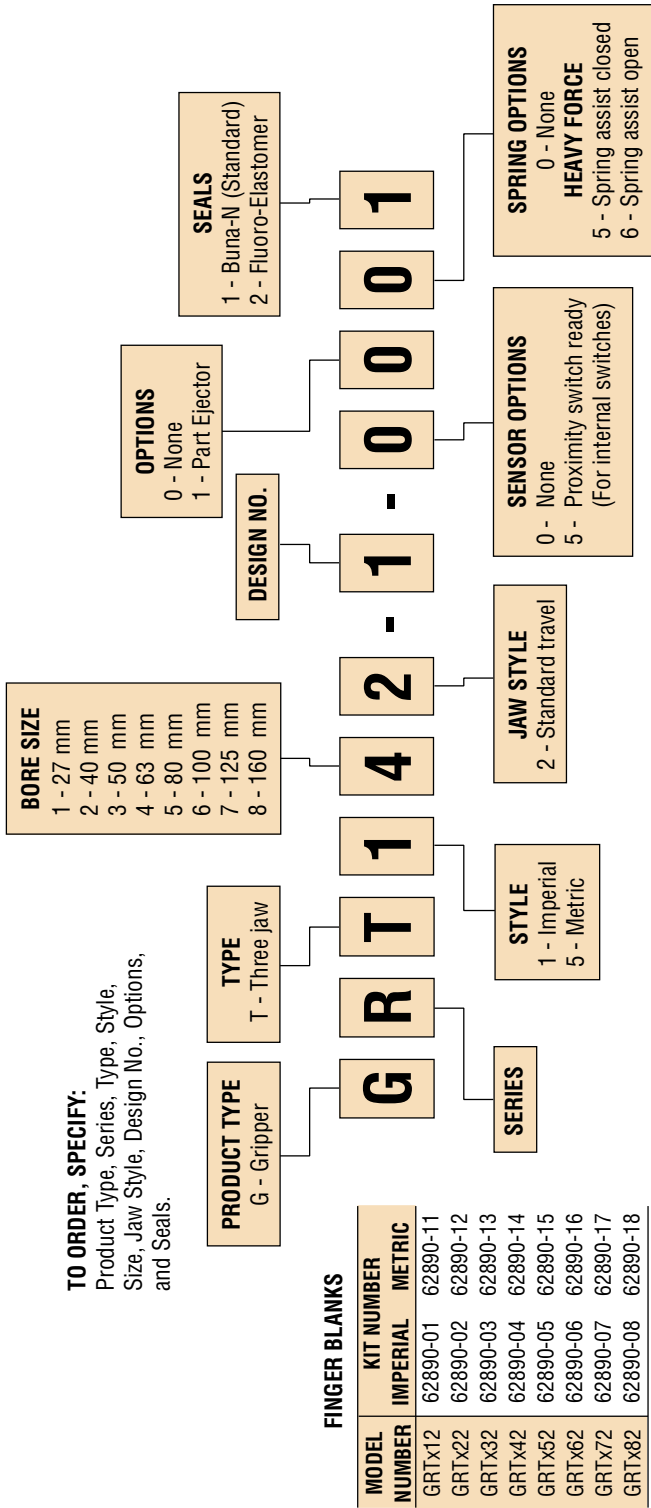 TO ORDER, SPECIFY:
Product Type, Series, Type, Style,
Size, Jaw Style, Design No., Options,
and Seals.
PRODUCT TYPE
G - Gripper
TYPE
T - Three jaw
BORE SIZE
1 - 27 mm
2 - 40 mm
3 - 50 mm
4 - 63 mm
5 - 80 mm
6 - 100 mm
7 - 125 mm
8 - 160 mm
DESIGN NO.
OPTIONS
0 - None
1 - Part Ejector
SEALS
1 - Buna-N (Standard)
2 - Fluoro-Elastomer
G R T 1 4 2 - 1 - 0 0 0 1
SERIES
STYLE
1 - Imperial
5 - Metric
JAW STYLE
2 - Standard travel
SENSOR OPTIONS
0 - None
5 - Proximity switch ready
(For internal switches)
SPRING OPTIONS
0 - None
HEAVY FORCE
5 - Spring assist closed
6 - Spring assist open
FINGER BLANKS
MODEL KIT NUMBER
NUMBER IMPERIAL METRIC
GRTx12 62890-01 62890-11
GRTx22 62890-02 62890-12
GRTx32 62890-03 62890-13
GRTx42 62890-04 62890-14
GRTx52 62890-05 62890-15
GRTx62 62890-06 62890-16
GRTx72 62890-07 62890-17
GRTx82 62890-08 62890-18